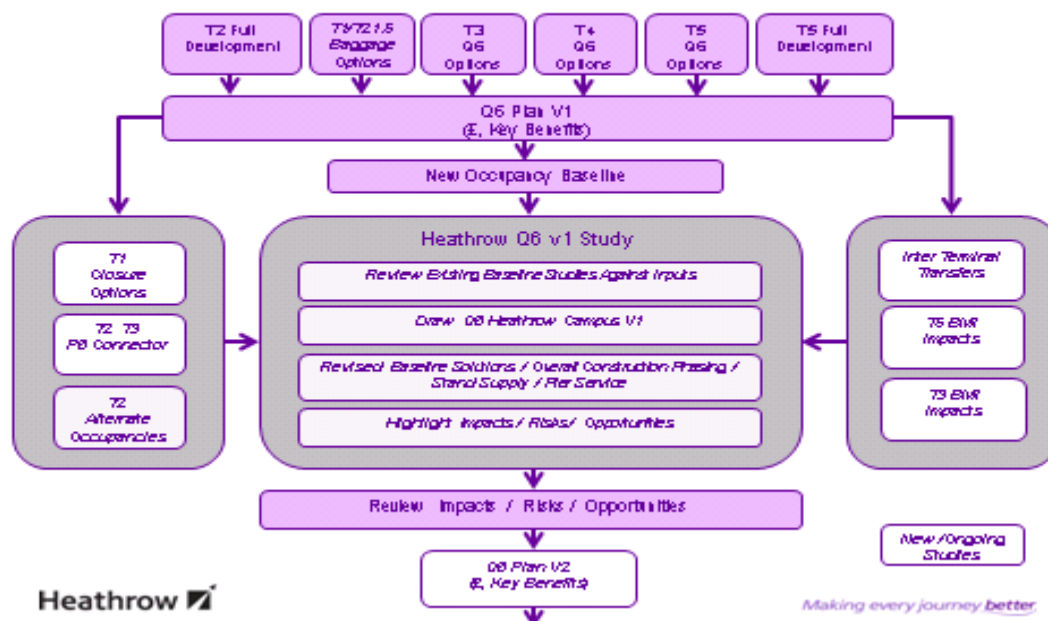 T2 Full
Development
T1/T2 1.5
Baggage
Options
T3
Q6
Options
T4
Q6
Options
T5
Q6
Options
T5 Full
Development
Q6 Plan V1
(£, Key Benefits)
New Occupancy Baseline
T1
Closure
Options
T2 T3
P6 Connector
T2
Alternate
Occupancies
Heathrow Q6 v1 Study
Review Existing Baseline Studies Against Inputs
Draw Q6 Heathrow Campus V1
Revised Baseline Solutions / Overall Construction Phasing /
Stand Supply / Pier Service
Highlight Impacts / Risks / Opportunities
Inter Terminal
Transfers
T5
Impacts
T3
Impacts
Review Impacts / Risks / Opportunities
Q6 Plan V2
(£, Key Benefits)
New /Ongoing
Studies
Heathrow
Making every journey better